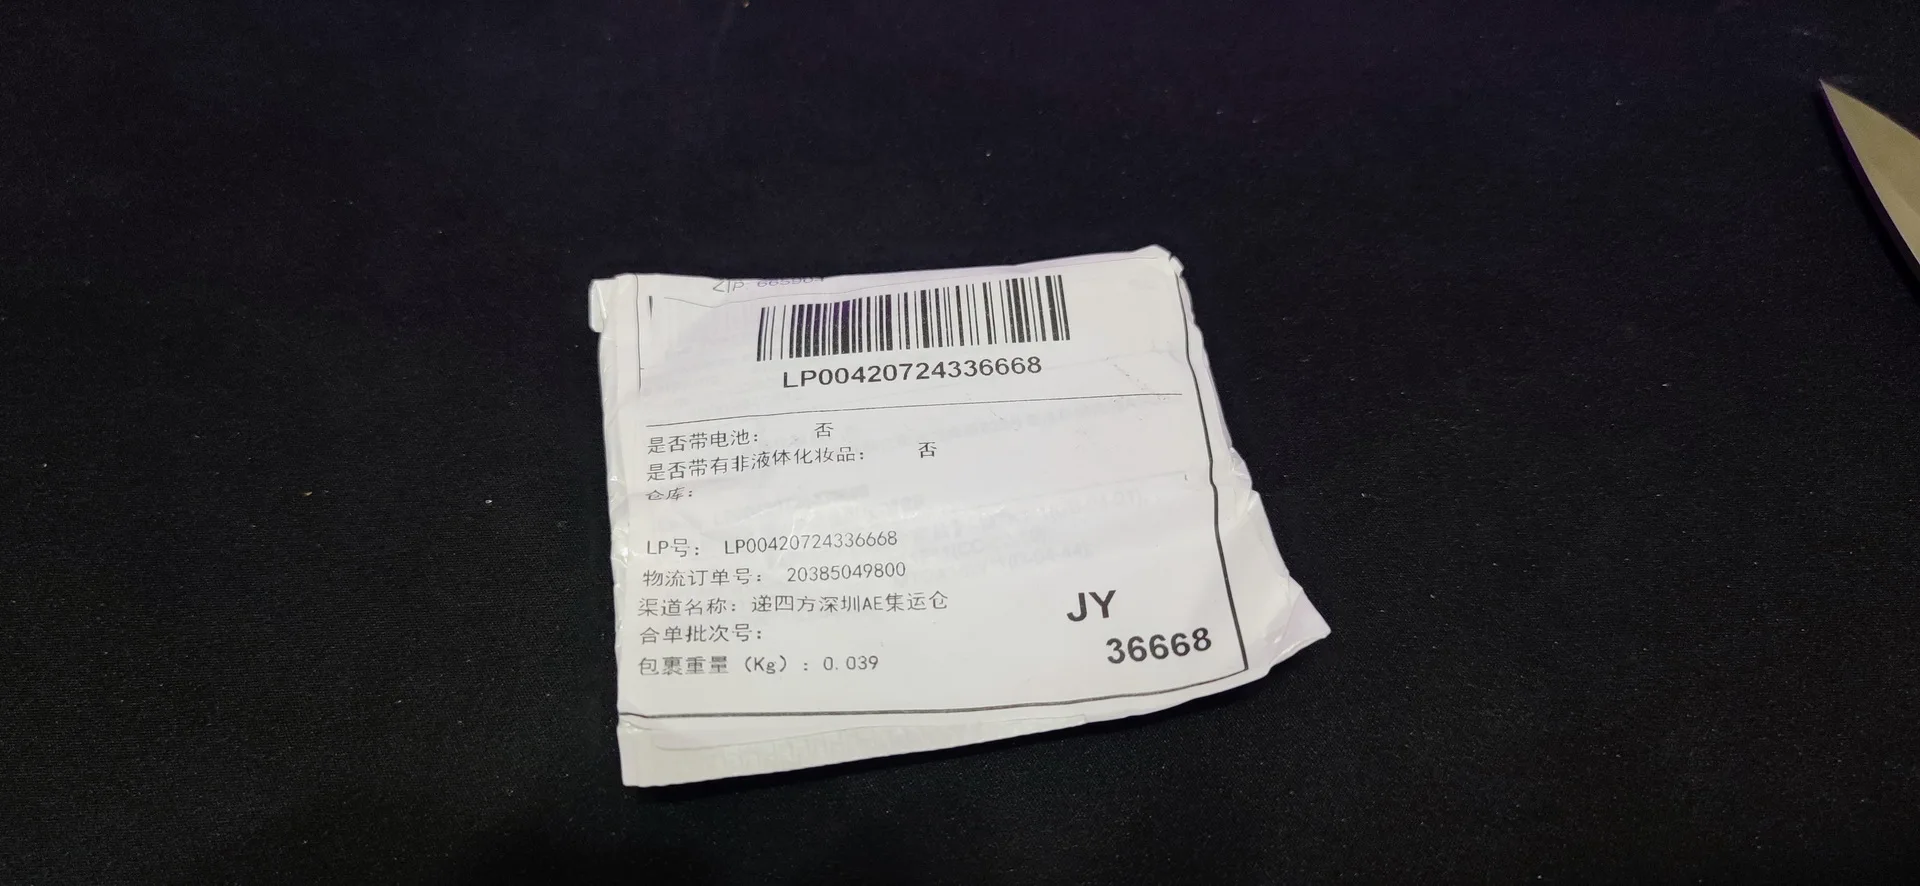 ZIP:
LP00420724336668
是否带电池： 否
是否带有非液体化妆品： 否
仓库：
LP号： LP00420724336668
物流订单号： 20385049800
渠道名称：递四方深圳AE集运仓
合单批次号：
包裹重量（Kg）：0.039
JY
36668